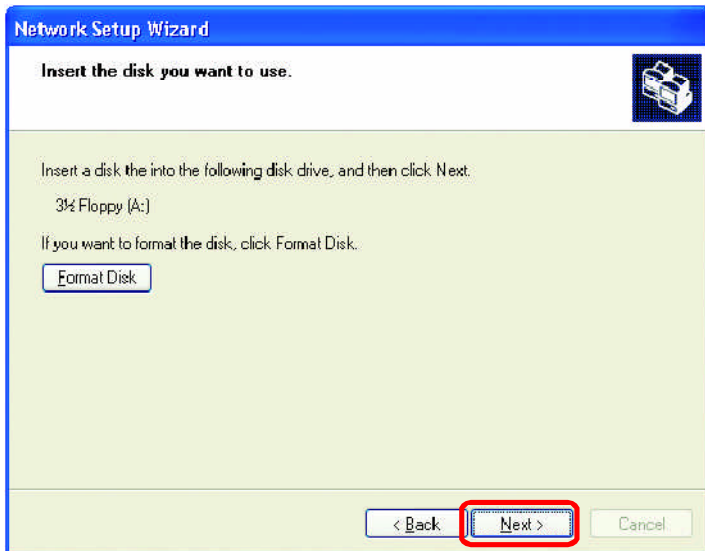 Network Setup Wizard
Insert the disk you want to use.
Insert a disk the into the following disk drive, and then click Next.
3½ Floppy (A:)
If you want to format the disk, click Format Disk.
Format Disk
< Back
Next >
Cancel